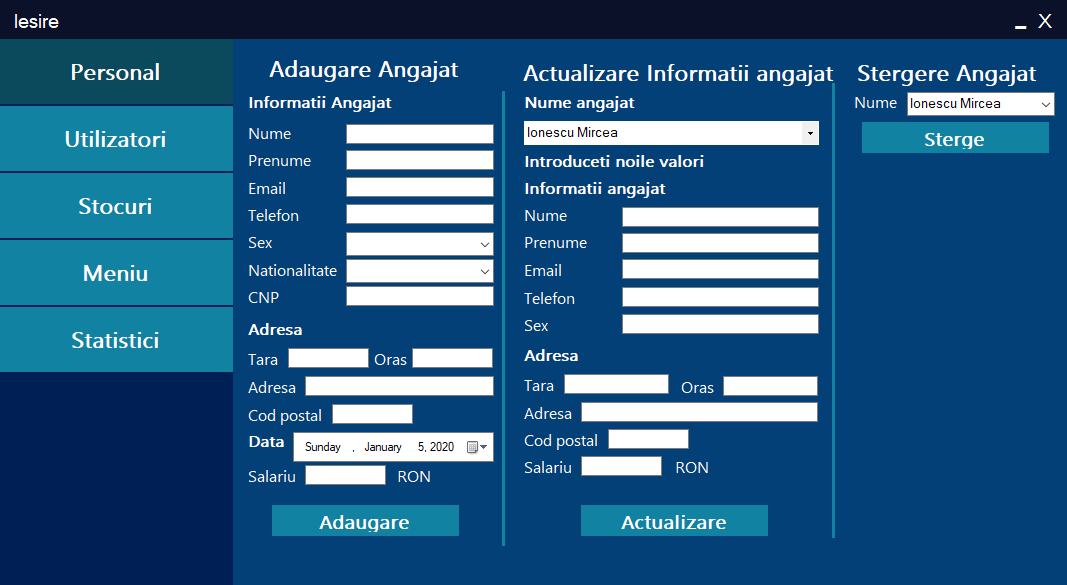 Iesire
_ X
Personal
Utilizatori
Stocuri
Meniu
Statistici
Adaugare Angajat
Informatii Angajat
Nume
Prenume
Email
Telefon
Sex
Nationalitate
CNP
Adresa
Tara Oras
Adresa
Cod postal
Data Sunday , January 5, 2020
Salariu RON
Adaugare
Actualizare Informatii angajat
Nume angajat
Ionescu Mircea
Introduceti noile valori
Informatii angajat
Nume
Prenume
Email
Telefon
Sex
Adresa
Tara Oras
Adresa
Cod postal
Salariu RON
Actualizare
Stergere Angajat
Nume Ionescu Mircea
Sterge